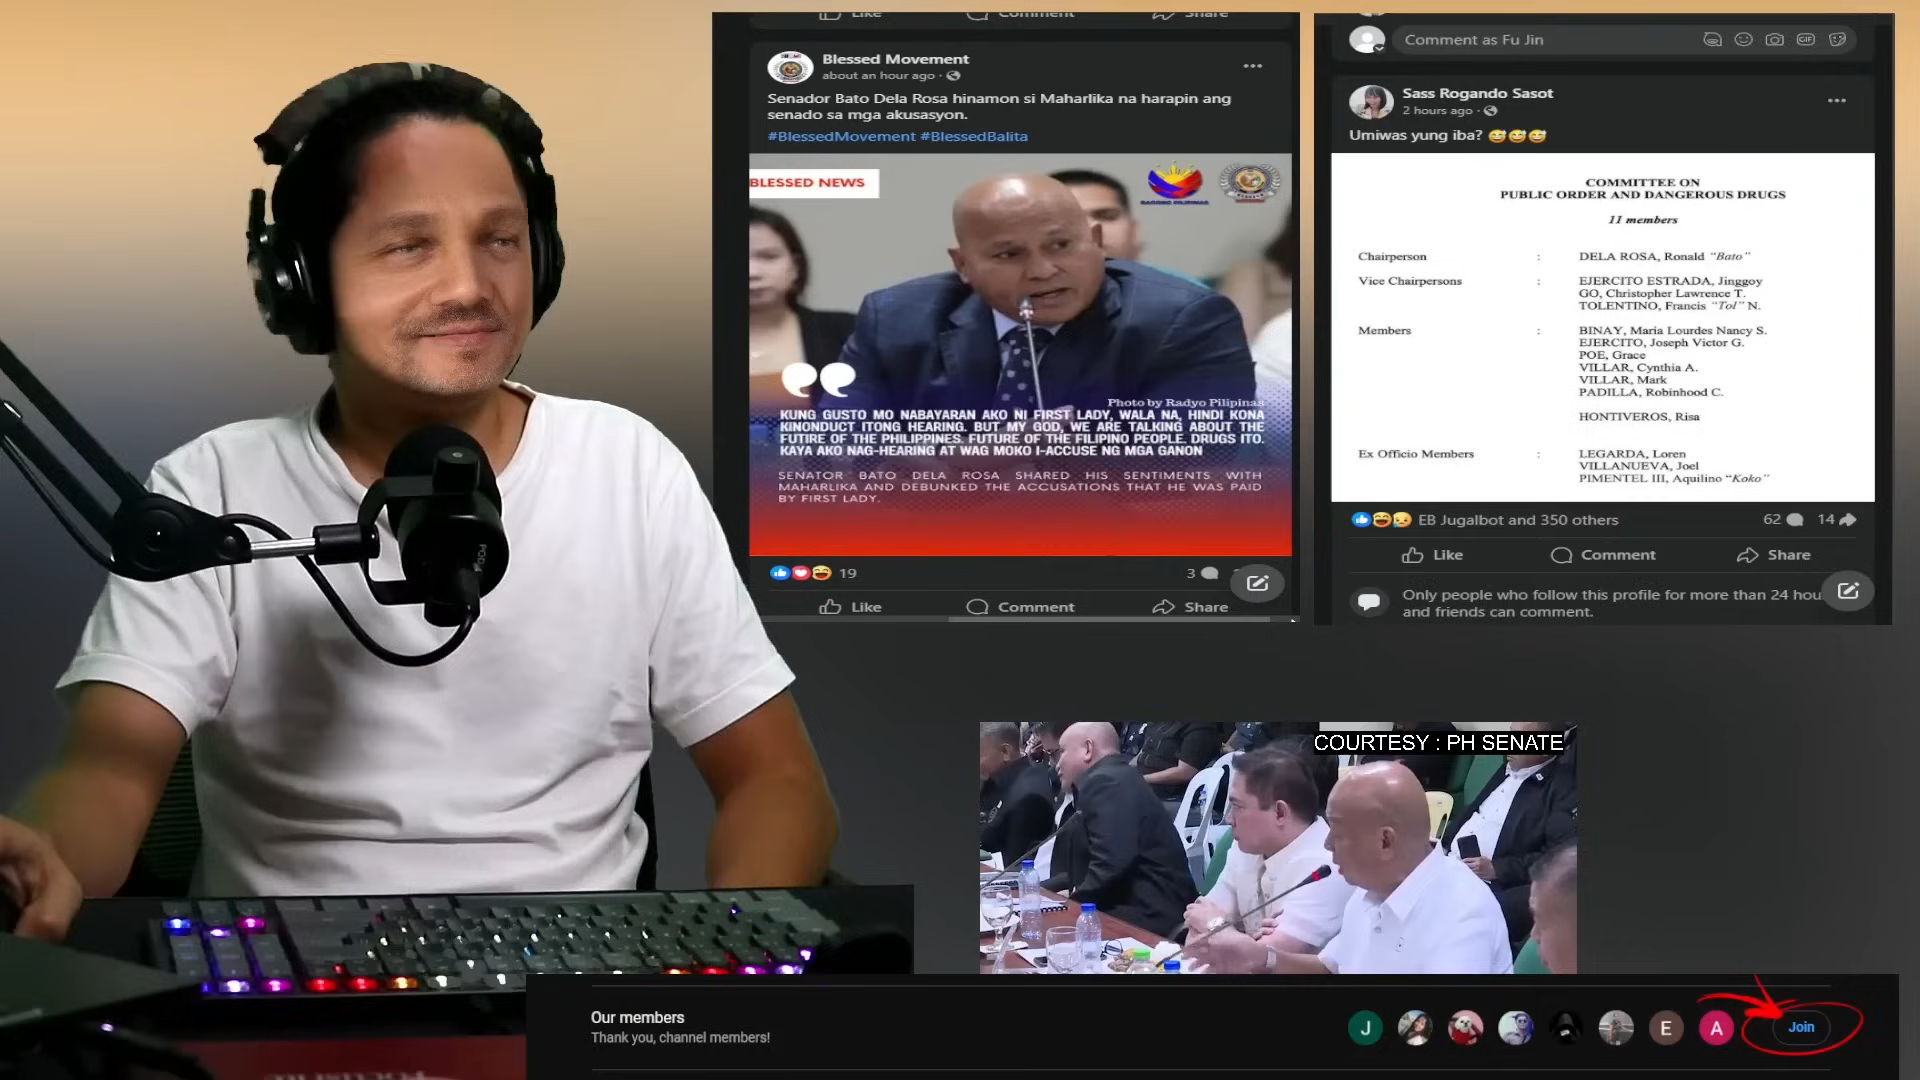 Like Comment Share
Blessed Movement
about an hour ago ·
Senador Bato Dela Rosa hinamon si Maharlika na harapin ang
senado sa mga akusasyon.
#BlessedMovement #BlessedBalita
BLESSED NEWS
BAGONG PILIPINAS
Photo by Radyo Pilipinas
KUNG GUSTO MO NABAYARAN AKO NI FIRST LADY, WALA NA, HINDI KONA
KINONDUCT ITONG HEARING. BUT MY GOD, WE ARE TALKING ABOUT THE
FUTIRE OF THE PHILIPPINES. FUTURE OF THE FILIPINO PEOPLE. DRUGS ITO.
KAYA AKO NAG-HEARING AT WAG MOKO I-ACCUSE NG MGA GANON
SENATOR BATO DELA ROSA SHARED HIS SENTIMENTS WITH
MAHARLIKA AND DEBUNKED THE ACCUSATIONS THAT HE WAS PAID
BY FIRST LADY.
19 3
Like Comment Share
Comment as Fu Jin
GIF
Sass Rogando Sasot
2 hours ago ·
Umiwas yung iba? 😅😅😅
COMMITTEE ON
PUBLIC ORDER AND DANGEROUS DRUGS
11 members
Chairperson : DELA ROSA, Ronald "Bato"
Vice Chairpersons : EJERCITO ESTRADA, Jinggoy
GO, Christopher Lawrence T.
TOLENTINO, Francis "Tol" N.
Members : BINAY, Maria Lourdes Nancy S.
EJERCITO, Joseph Victor G.
POE, Grace
VILLAR, Cynthia A.
VILLAR, Mark
PADILLA, Robinhood C.
HONTIVEROS, Risa
Ex Officio Members : LEGARDA, Loren
VILLANUEVA, Joel
PIMENTEL III, Aquilino "Koko"
EB Jugalbot and 350 others 62 14
Like Comment Share
Only people who follow this profile for more than 24 hou
and friends can comment.
COURTESY : PH SENATE
Our members
Thank you, channel members!
J E A Join